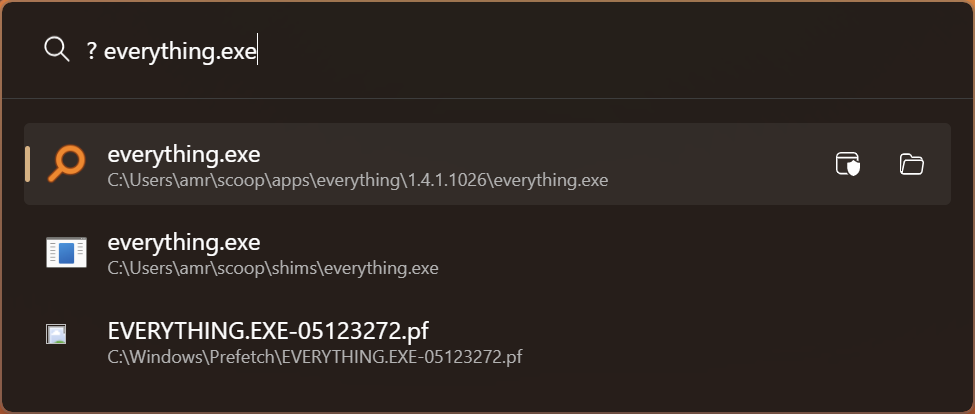 ? everything.exe
everything.exe
C:\Users\amr\scoop\apps\everything\1.4.1.1026\everything.exe
everything.exe
C:\Users\amr\scoop\shims\everything.exe
EVERYTHING.EXE-05123272.pf
C:\Windows\Prefetch\EVERYTHING.EXE-05123272.pf